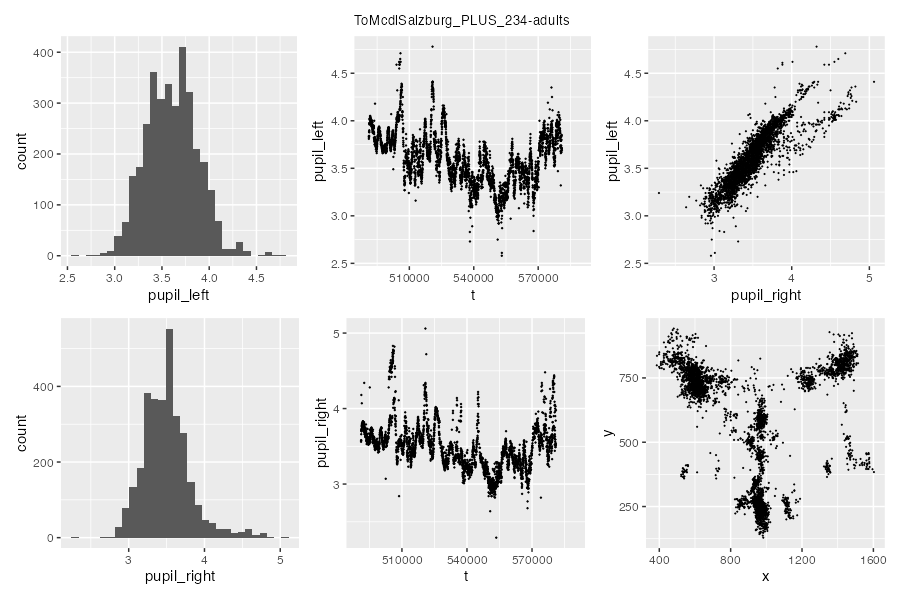 ToMcdlSalzburg_PLUS_234-adults
400
300
200
100
0
count
2.5 3.0 3.5 4.0 4.5
pupil_left
4.5
4.0
3.5
3.0
2.5
pupil_left
510000 540000 570000
t
4.5
4.0
3.5
3.0
2.5
pupil_left
3 4 5
pupil_right
400
200
0
count
3 4 5
pupil_right
5
4
3
pupil_right
510000 540000 570000
t
750
500
250
y
400 800 1200 1600
x